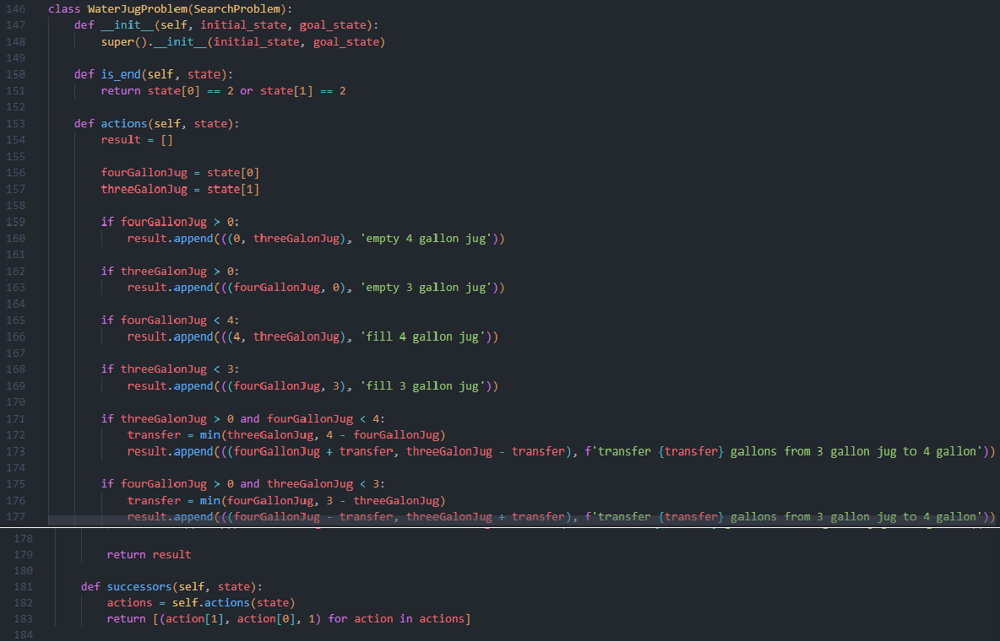 146 class WaterJugProblem(SearchProblem):
147     def __init__(self, initial_state, goal_state):
148         super().__init__(initial_state, goal_state)
149
150     def is_end(self, state):
151         return state[0] == 2 or state[1] == 2
152
153     def actions(self, state):
154         result = []
155
156         fourGallonJug = state[0]
157         threeGalonJug = state[1]
158
159         if fourGallonJug > 0:
160             result.append(((0, threeGalonJug), 'empty 4 gallon jug'))
161
162         if threeGalonJug > 0:
163             result.append(((fourGallonJug, 0), 'empty 3 gallon jug'))
164
165         if fourGallonJug < 4:
166             result.append(((4, threeGalonJug), 'fill 4 gallon jug'))
167
168         if threeGalonJug < 3:
169             result.append(((fourGallonJug, 3), 'fill 3 gallon jug'))
170
171         if threeGalonJug > 0 and fourGallonJug < 4:
172             transfer = min(threeGalonJug, 4 - fourGallonJug)
173             result.append(((fourGallonJug + transfer, threeGalonJug - transfer), f'transfer {transfer} gallons from 3 gallon jug to 4 gallon'))
174
175         if fourGallonJug > 0 and threeGalonJug < 3:
176             transfer = min(fourGallonJug, 3 - threeGalonJug)
177             result.append(((fourGallonJug - transfer, threeGalonJug + transfer), f'transfer {transfer} gallons from 3 gallon jug to 4 gallon'))
178
179         return result
180
181     def successors(self, state):
182         actions = self.actions(state)
183         return [(action[1], action[0], 1) for action in actions]
184